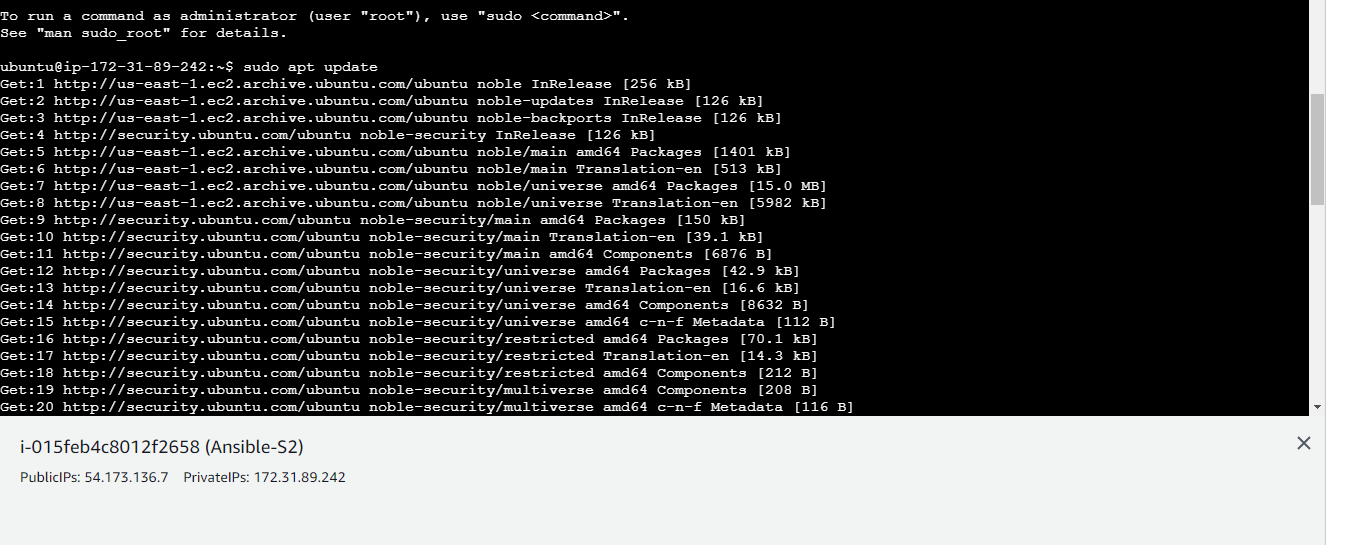 To run a command as administrator (user "root"), use "sudo <command>".
See "man sudo_root" for details.
ubuntu@ip-172-31-89-242:~$ sudo apt update
Get:1 http://us-east-1.ec2.archive.ubuntu.com/ubuntu noble InRelease [256 kB]
Get:2 http://us-east-1.ec2.archive.ubuntu.com/ubuntu noble-updates InRelease [126 kB]
Get:3 http://us-east-1.ec2.archive.ubuntu.com/ubuntu noble-backports InRelease [126 kB]
Get:4 http://security.ubuntu.com/ubuntu noble-security InRelease [126 kB]
Get:5 http://us-east-1.ec2.archive.ubuntu.com/ubuntu noble/main amd64 Packages [1401 kB]
Get:6 http://us-east-1.ec2.archive.ubuntu.com/ubuntu noble/main Translation-en [513 kB]
Get:7 http://us-east-1.ec2.archive.ubuntu.com/ubuntu noble/universe amd64 Packages [15.0 MB]
Get:8 http://us-east-1.ec2.archive.ubuntu.com/ubuntu noble/universe Translation-en [5982 kB]
Get:9 http://security.ubuntu.com/ubuntu noble-security/main amd64 Packages [150 kB]
Get:10 http://security.ubuntu.com/ubuntu noble-security/main Translation-en [39.1 kB]
Get:11 http://security.ubuntu.com/ubuntu noble-security/main amd64 Components [6876 B]
Get:12 http://security.ubuntu.com/ubuntu noble-security/universe amd64 Packages [42.9 kB]
Get:13 http://security.ubuntu.com/ubuntu noble-security/universe Translation-en [16.6 kB]
Get:14 http://security.ubuntu.com/ubuntu noble-security/universe amd64 Components [8632 B]
Get:15 http://security.ubuntu.com/ubuntu noble-security/universe amd64 c-n-f Metadata [112 B]
Get:16 http://security.ubuntu.com/ubuntu noble-security/restricted amd64 Packages [70.1 kB]
Get:17 http://security.ubuntu.com/ubuntu noble-security/restricted Translation-en [14.3 kB]
Get:18 http://security.ubuntu.com/ubuntu noble-security/restricted amd64 Components [212 B]
Get:19 http://security.ubuntu.com/ubuntu noble-security/multiverse amd64 Components [208 B]
Get:20 http://security.ubuntu.com/ubuntu noble-security/multiverse amd64 c-n-f Metadata [116 B]
i-015feb4c8012f2658 (Ansible-S2)
PublicIPs: 54.173.136.7 PrivateIPs: 172.31.89.242